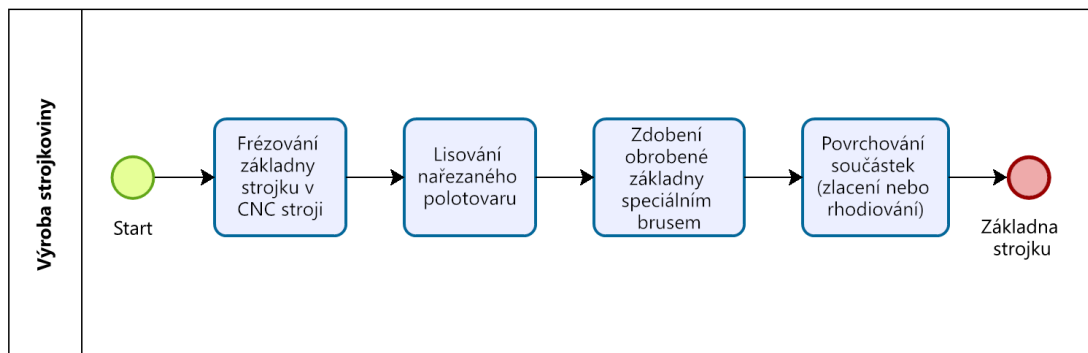 Výroba strojkoviny
Start
Frézování
základny
strojku v
CNC stroji
Lisování
nařezaného
polotovaru
Zdobení
obrobené
základny
speciálním
brusem
Povrchování
součástek
(zlacení nebo
rhodiování)
Základna
strojku